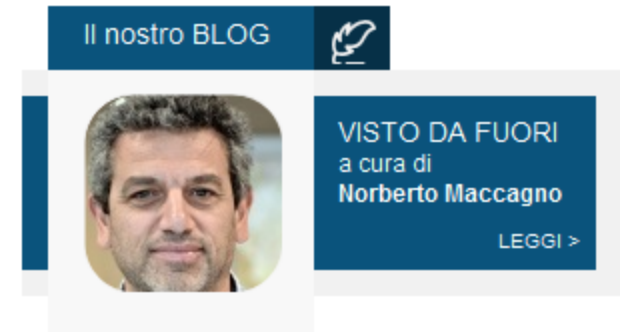 Il nostro BLOG
VISTO DA FUORI
a cura di
Norberto Maccagno
LEGGI >